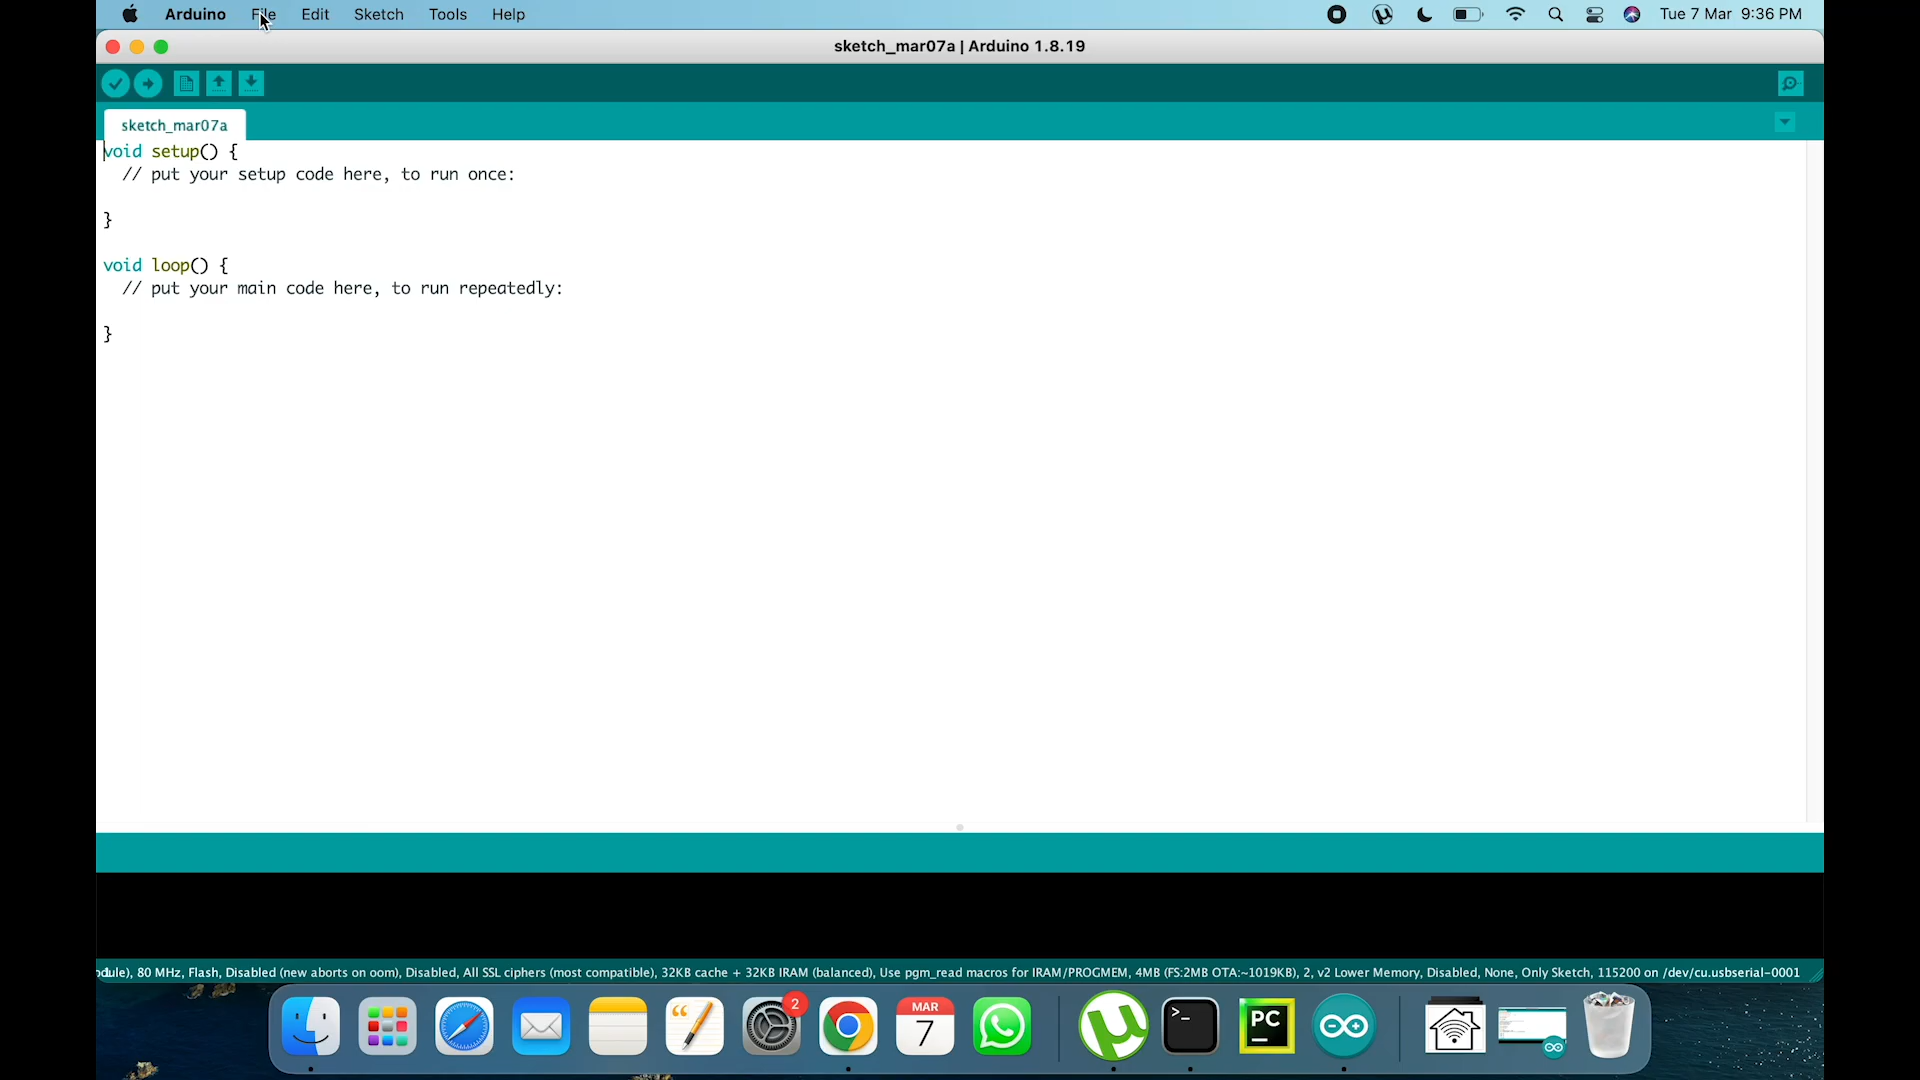 Arduino File Edit Sketch Tools Help Tue 7 Mar 9:36 PM
sketch_mar07a | Arduino 1.8.19
sketch_mar07a
void setup() {
// put your setup code here, to run once:
}
void loop() {
// put your main code here, to run repeatedly:
}
80 MHz, Flash, Disabled (new aborts on oom), Disabled, All SSL ciphers (most compatible), 32KB cache + 32KB IRAM (balanced), Use pgm_read macros for IRAM/PROGMEM, 4MB (FS:2MB OTA:~1019KB), 2, v2 Lower Memory, Disabled, None, Only Sketch, 115200 on /dev/cu.usbserial-0001
2
MAR
7
>_
PC